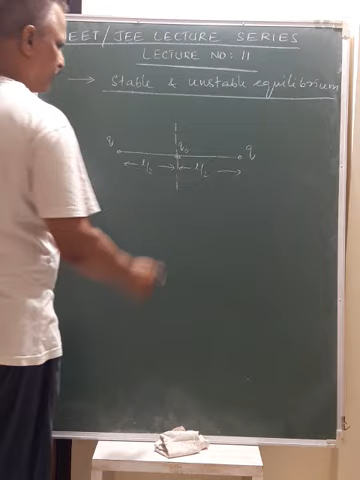 EET/JEE LECTURE SERIES
LECTURE NO: 11
→ Stable & unstable equilibrium
q q₀ q
l/2 l/2